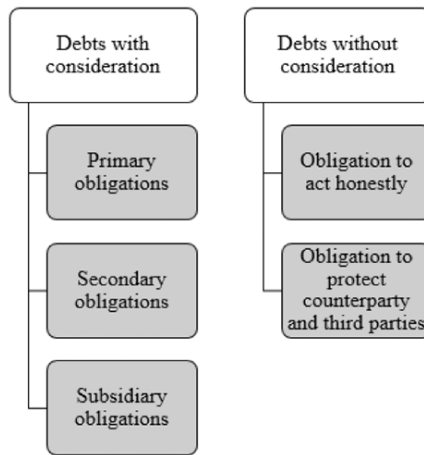 Debts with
consideration
Primary
obligations
Secondary
obligations
Subsidiary
obligations
Debts without
consideration
Obligation to
act honestly
Obligation to
protect
counterparty
and third parties